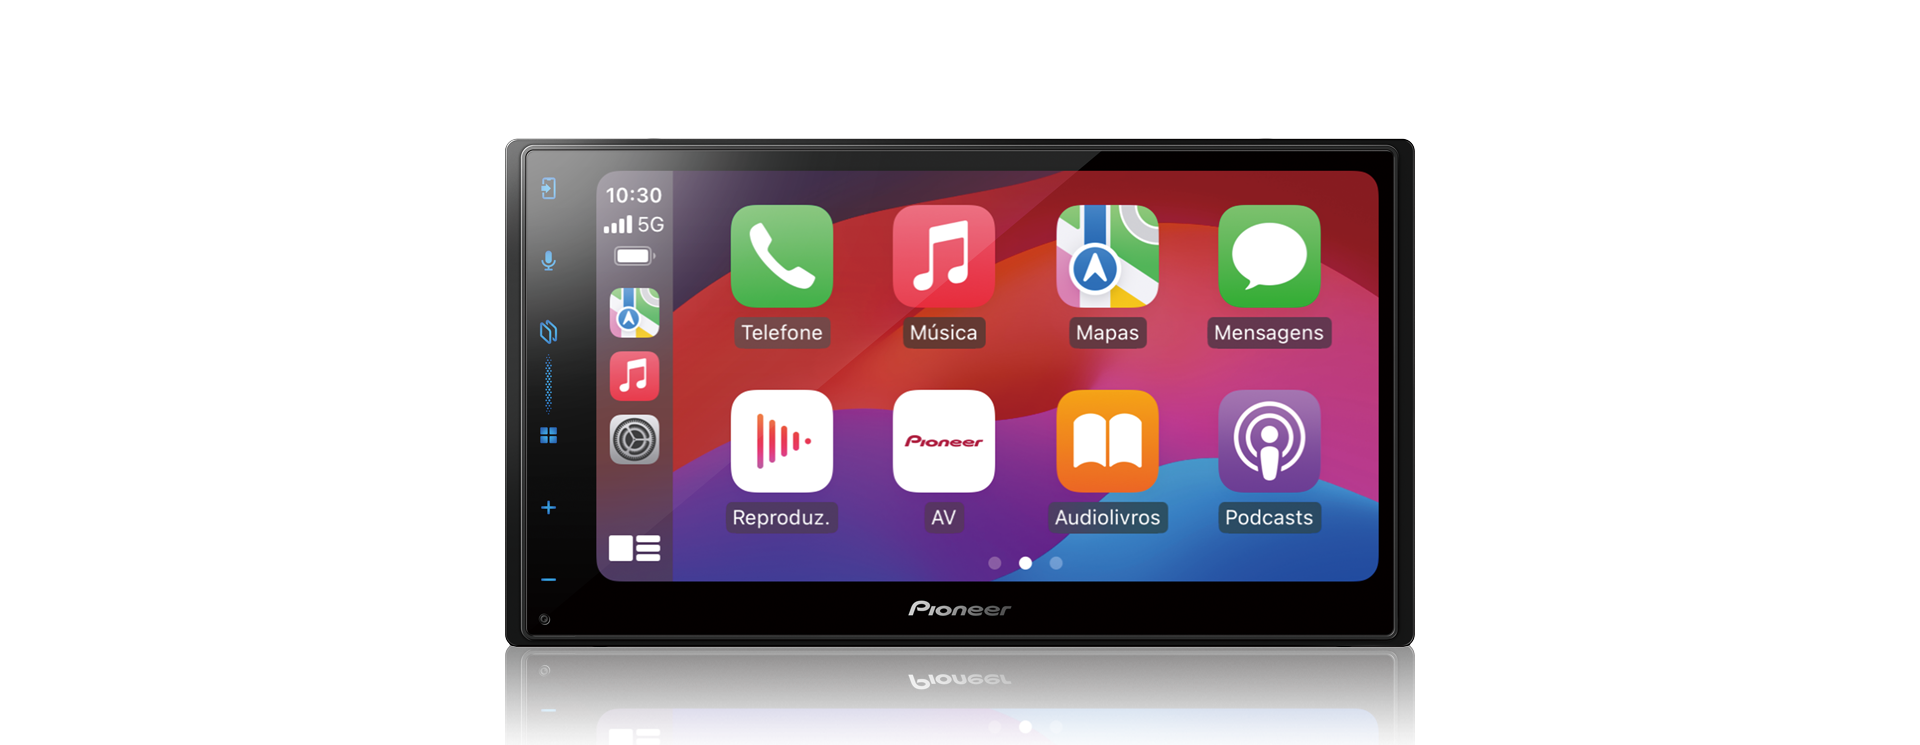 10:30
5G
Telefone
Música
Mapas
Mensagens
Pioneer
Reproduz.
AV
Audiolivros
Podcasts
Pioneer